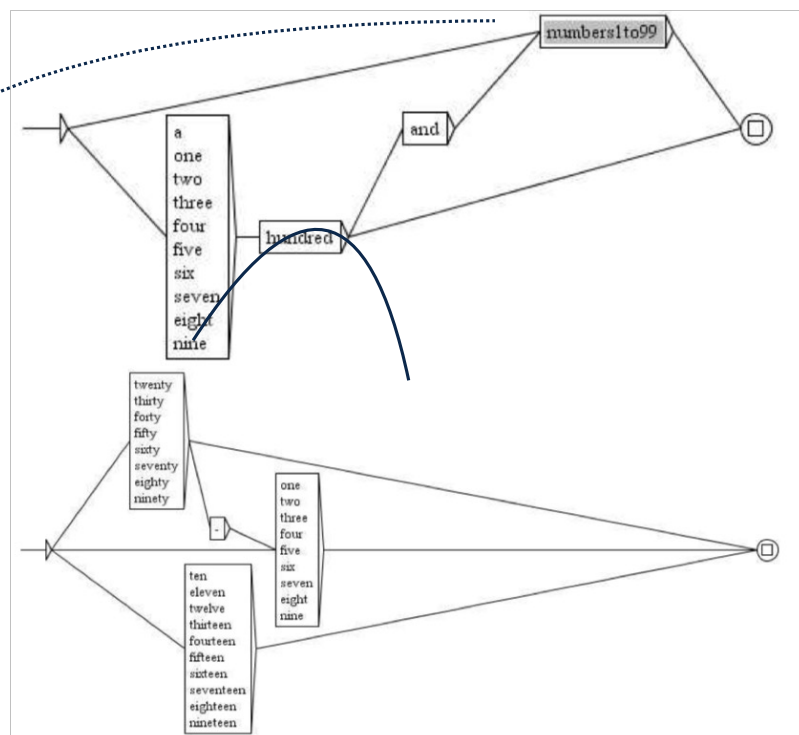 numbers1to99
and
a
one
two
three
four
five
six
seven
eight
nine
hundred
twenty
thirty
forty
fifty
sixty
seventy
eighty
ninety
-
one
two
three
four
five
six
seven
eight
nine
ten
eleven
twelve
thirteen
fourteen
fifteen
sixteen
seventeen
eighteen
nineteen